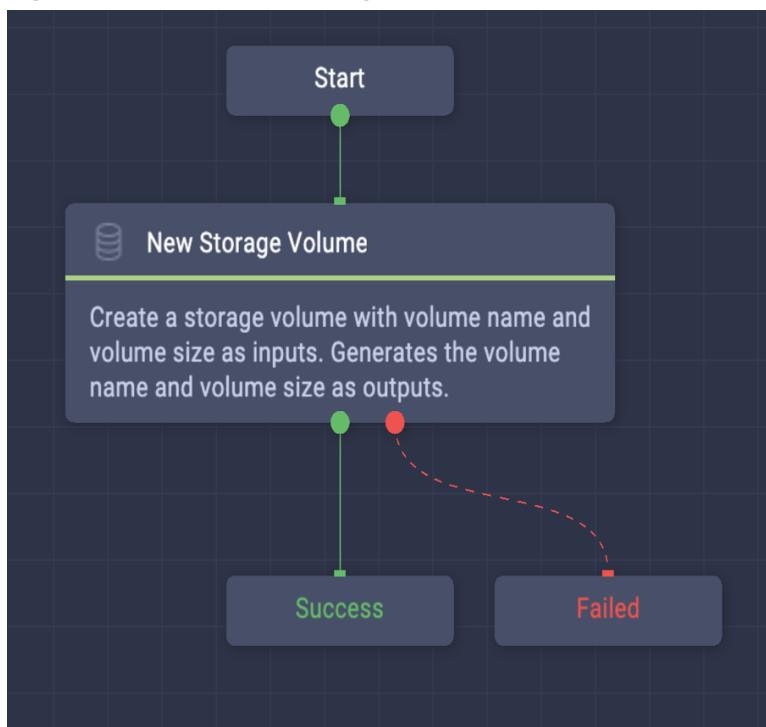 Start
New Storage Volume
Create a storage volume with volume name and
volume size as inputs. Generates the volume
name and volume size as outputs.
Success
Failed